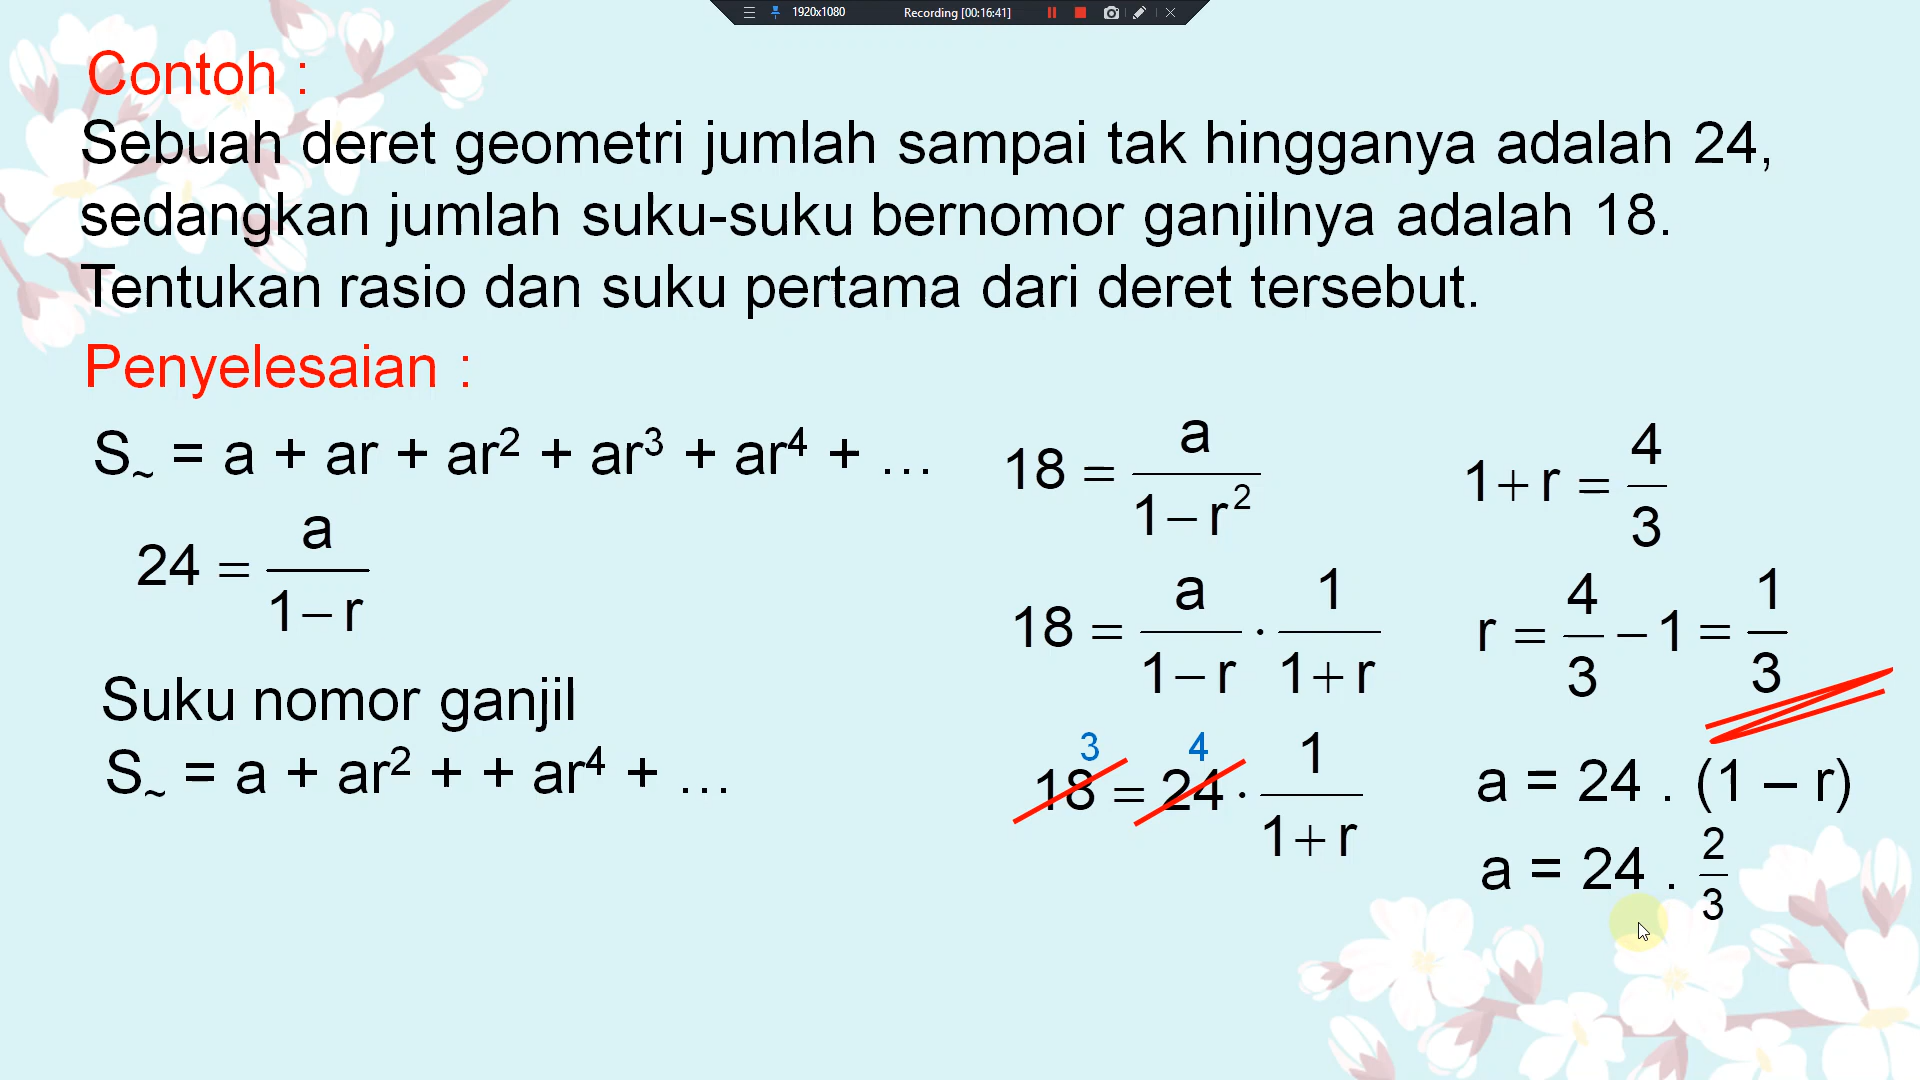 1920x1080 Recording [00:16:41]
Contoh :
Sebuah deret geometri jumlah sampai tak hingganya adalah 24,
sedangkan jumlah suku-suku bernomor ganjilnya adalah 18.
Tentukan rasio dan suku pertama dari deret tersebut.
Penyelesaian :
S~ = a + ar + ar² + ar³ + ar⁴ + …
24 = a/(1 – r)
Suku nomor ganjil
S~ = a + ar² + + ar⁴ + …
18 = a/(1 – r²)
18 = a/(1 – r) · 1/(1 + r)
3 4
18 = 24 · 1/(1 + r)
1 + r = 4/3
r = 4/3 – 1 = 1/3
a = 24 . (1 – r)
a = 24 . 2/3